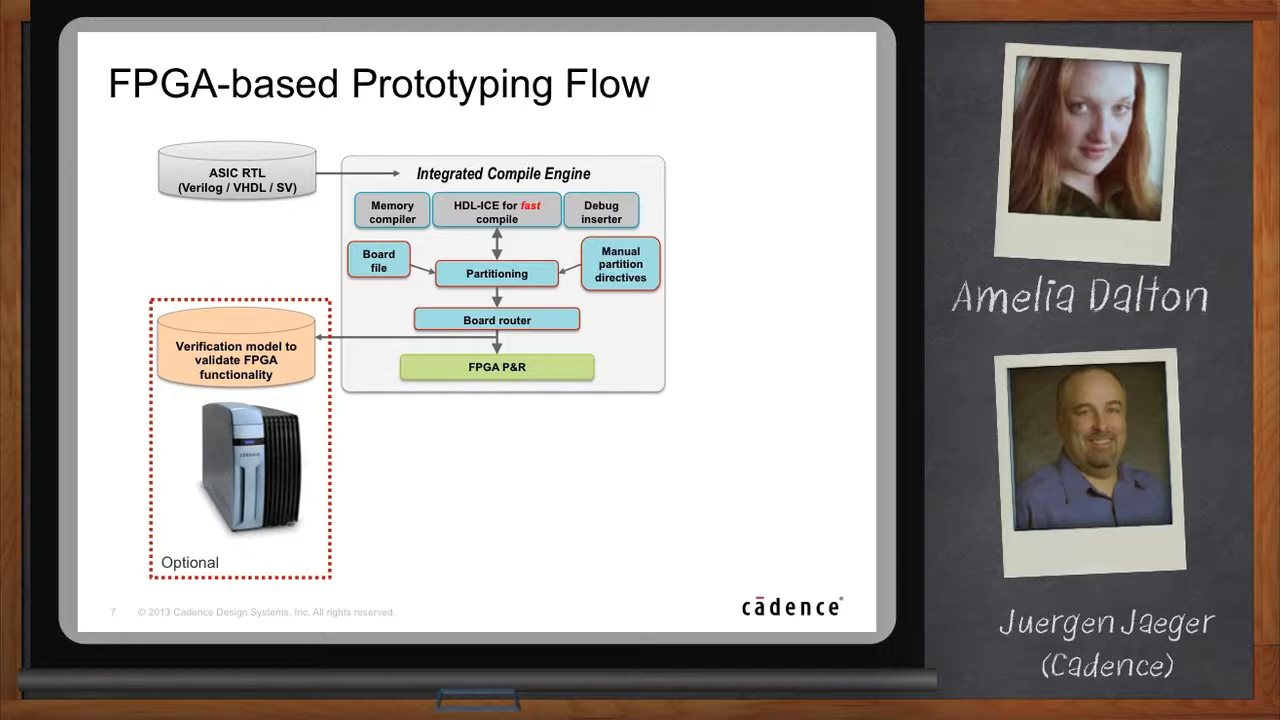 FPGA-based Prototyping Flow
ASIC RTL
(Verilog / VHDL / SV)
Integrated Compile Engine
Memory
compiler
HDL-ICE for fast
compile
Debug
inserter
Board
file
Partitioning
Manual
partition
directives
Board router
Verification model to
validate FPGA
functionality
FPGA P&R
Optional
7 © 2013 Cadence Design Systems. Inc. All rights reserved.
cādence®
Amelia Dalton
Juergen Jaeger
(Cadence)